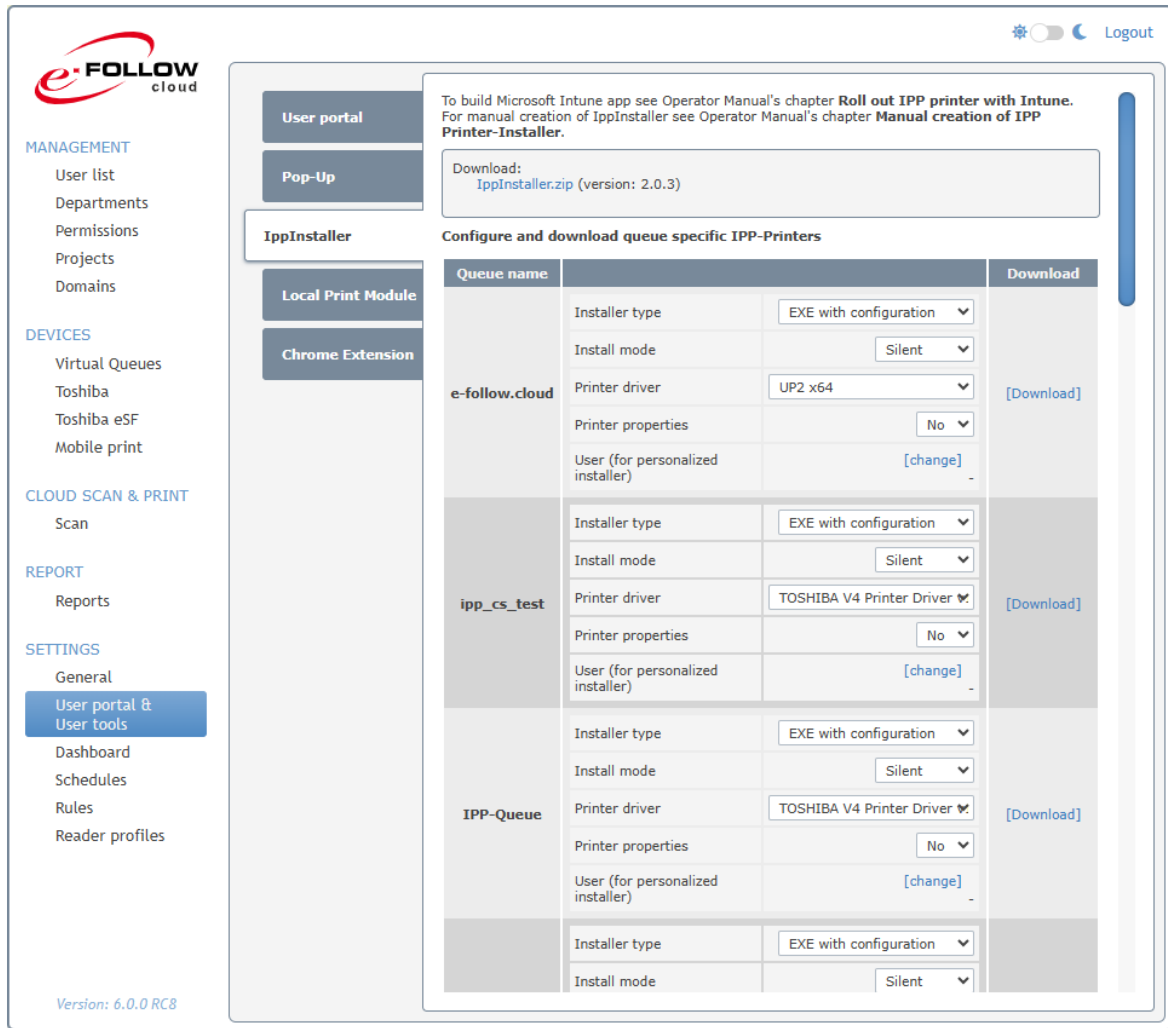 Logout
e-FOLLOW
cloud
MANAGEMENT
User list
Departments
Permissions
Projects
Domains
DEVICES
Virtual Queues
Toshiba
Toshiba eSF
Mobile print
CLOUD SCAN & PRINT
Scan
REPORT
Reports
SETTINGS
General
User portal &
User tools
Dashboard
Schedules
Rules
Reader profiles
Version: 6.0.0 RC8
User portal
Pop-Up
IppInstaller
Local Print Module
Chrome Extension
To build Microsoft Intune app see Operator Manual's chapter Roll out IPP printer with Intune.
For manual creation of IppInstaller see Operator Manual's chapter Manual creation of IPP
Printer-Installer.
Download:
IppInstaller.zip (version: 2.0.3)
Configure and download queue specific IPP-Printers
Queue name Download
e-follow.cloud
Installer type EXE with configuration
Install mode Silent
Printer driver UP2 x64
Printer properties No
User (for personalized
installer) [change]
-
[Download]
ipp_cs_test
Installer type EXE with configuration
Install mode Silent
Printer driver TOSHIBA V4 Printer Driver
Printer properties No
User (for personalized
installer) [change]
-
[Download]
IPP-Queue
Installer type EXE with configuration
Install mode Silent
Printer driver TOSHIBA V4 Printer Driver
Printer properties No
User (for personalized
installer) [change]
-
[Download]
Installer type EXE with configuration
Install mode Silent